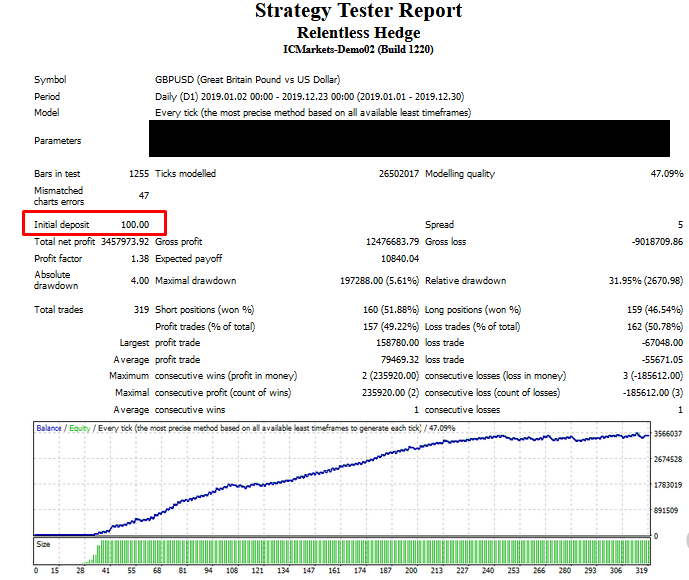 Strategy Tester Report
Relentless Hedge
ICMarkets-Demo02 (Build 1220)
Symbol GBPUSD (Great Britain Pound vs US Dollar)
Period Daily (D1) 2019.01.02 00:00 - 2019.12.23 00:00 (2019.01.01 - 2019.12.30)
Model Every tick (the most precise method based on all available least timeframes)
Parameters
Bars in test 1255 Ticks modelled 26502017 Modelling quality 47.09%
Mismatched
charts errors 47
Initial deposit 100.00 Spread 5
Total net profit 3457973.92 Gross profit 12476683.79 Gross loss -9018709.86
Profit factor 1.38 Expected payoff 10840.04
Absolute
drawdown 4.00 Maximal drawdown 197288.00 (5.61%) Relative drawdown 31.95% (2670.98)
Total trades 319 Short positions (won %) 160 (51.88%) Long positions (won %) 159 (46.54%)
Profit trades (% of total) 157 (49.22%) Loss trades (% of total) 162 (50.78%)
Largest profit trade 158780.00 loss trade -67048.00
Average profit trade 79469.32 loss trade -55671.05
Maximum consecutive wins (profit in money) 2 (235920.00) consecutive losses (loss in money) 3 (-185612.00)
Maximal consecutive profit (count of wins) 235920.00 (2) consecutive loss (count of losses) -185612.00 (3)
Average consecutive wins 1 consecutive losses 1
Balance / Equity / Every tick (the most precise method based on all available least timeframes to generate each tick) / 47.09%
3566037
2674528
1783019
891509
0
Size
0 15 28 41 54 68 81 94 108 121 134 147 161 174 187 200 213 227 240 253 266 280 293 306 319